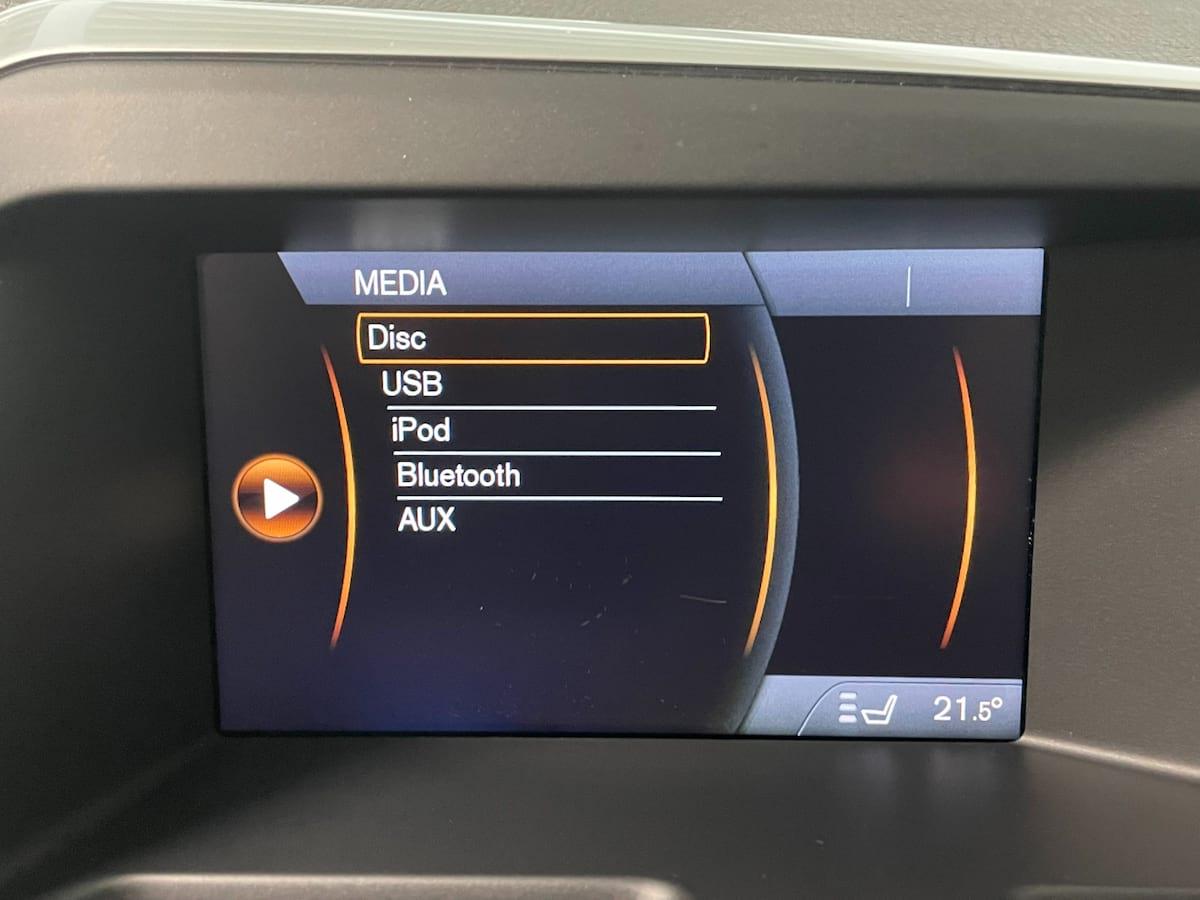 MEDIA
Disc
USB
iPod
Bluetooth
AUX
21.5°